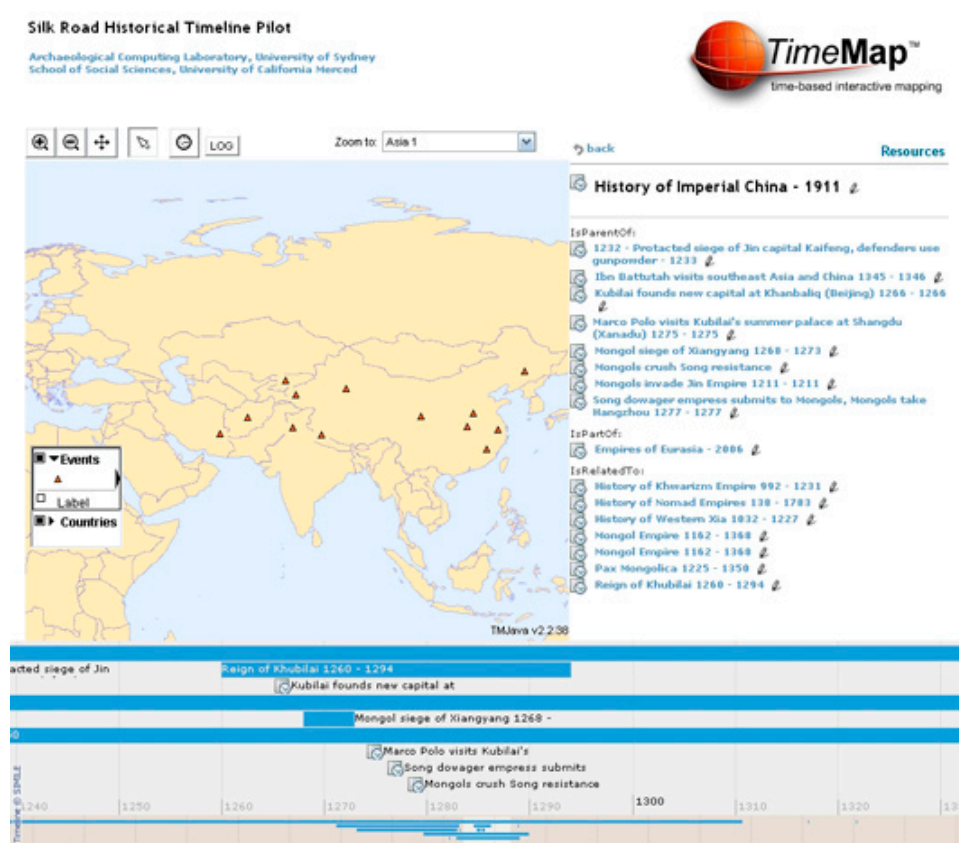 Silk Road Historical Timeline Pilot
Archaeological Computing Laboratory, University of Sydney
School of Social Sciences, University of California Merced
TimeMap™
time-based interactive mapping
LOG
Zoom to: Asia 1
back
Resources
History of Imperial China - 1911
IsParentOf:
1232 - Protacted siege of Jin capital Kaifeng, defenders use
gunpowder - 1233
Ibn Battutah visits southeast Asia and China 1345 - 1346
Kubilai founds new capital at Khanbaliq (Beijing) 1266 - 1266
Marco Polo visits Kubilai's summer palace at Shangdu
(Xanadu) 1275 - 1275
Mongol siege of Xiangyang 1268 - 1273
Mongols crush Song resistance
Mongols invade Jin Empire 1211 - 1211
Song dowager empress submits to Mongols, Mongols take
Hangzhou 1277 - 1277
IsPartOf:
Empires of Eurasia - 2006
IsRelatedTo:
History of Khwarizm Empire 992 - 1231
History of Nomad Empires 138 - 1783
History of Western Xia 1032 - 1227
Mongol Empire 1162 - 1368
Mongol Empire 1162 - 1368
Pax Mongolica 1225 - 1350
Reign of Khubilai 1260 - 1294
Events
Label
Countries
TMJava v2.2.38
acted siege of Jin
Reign of Khubilai 1260 - 1294
Kubilai founds new capital at
Mongol siege of Xiangyang 1268 -
0
Marco Polo visits Kubilai's
Song dowager empress submits
Mongols crush Song resistance
1240 1250 1260 1270 1280 1290 1300 1310 1320 13
Timeline © SIMILE